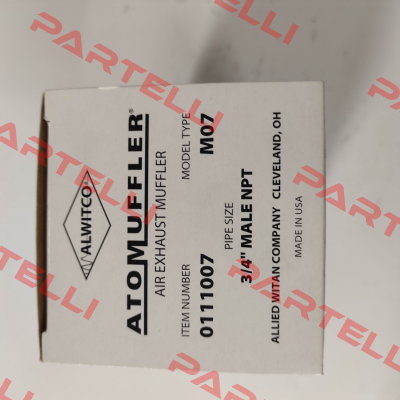 ALWITCO®
ATOMUFFLER®
AIR EXHAUST MUFFLER
ITEM NUMBER MODEL TYPE
0111007 M07
PIPE SIZE
3/4" MALE NPT
ALLIED WITAN COMPANY CLEVELAND, OH
MADE IN USA
PARTELLI
PARTELLI
PARTELLI
PARTELLI
PARTELLI